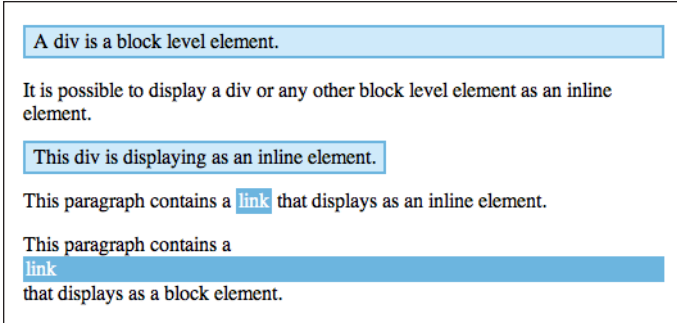 A div is a block level element.
It is possible to display a div or any other block level element as an inline
element.
This div is displaying as an inline element.
This paragraph contains a link that displays as an inline element.
This paragraph contains a
link
that displays as a block element.